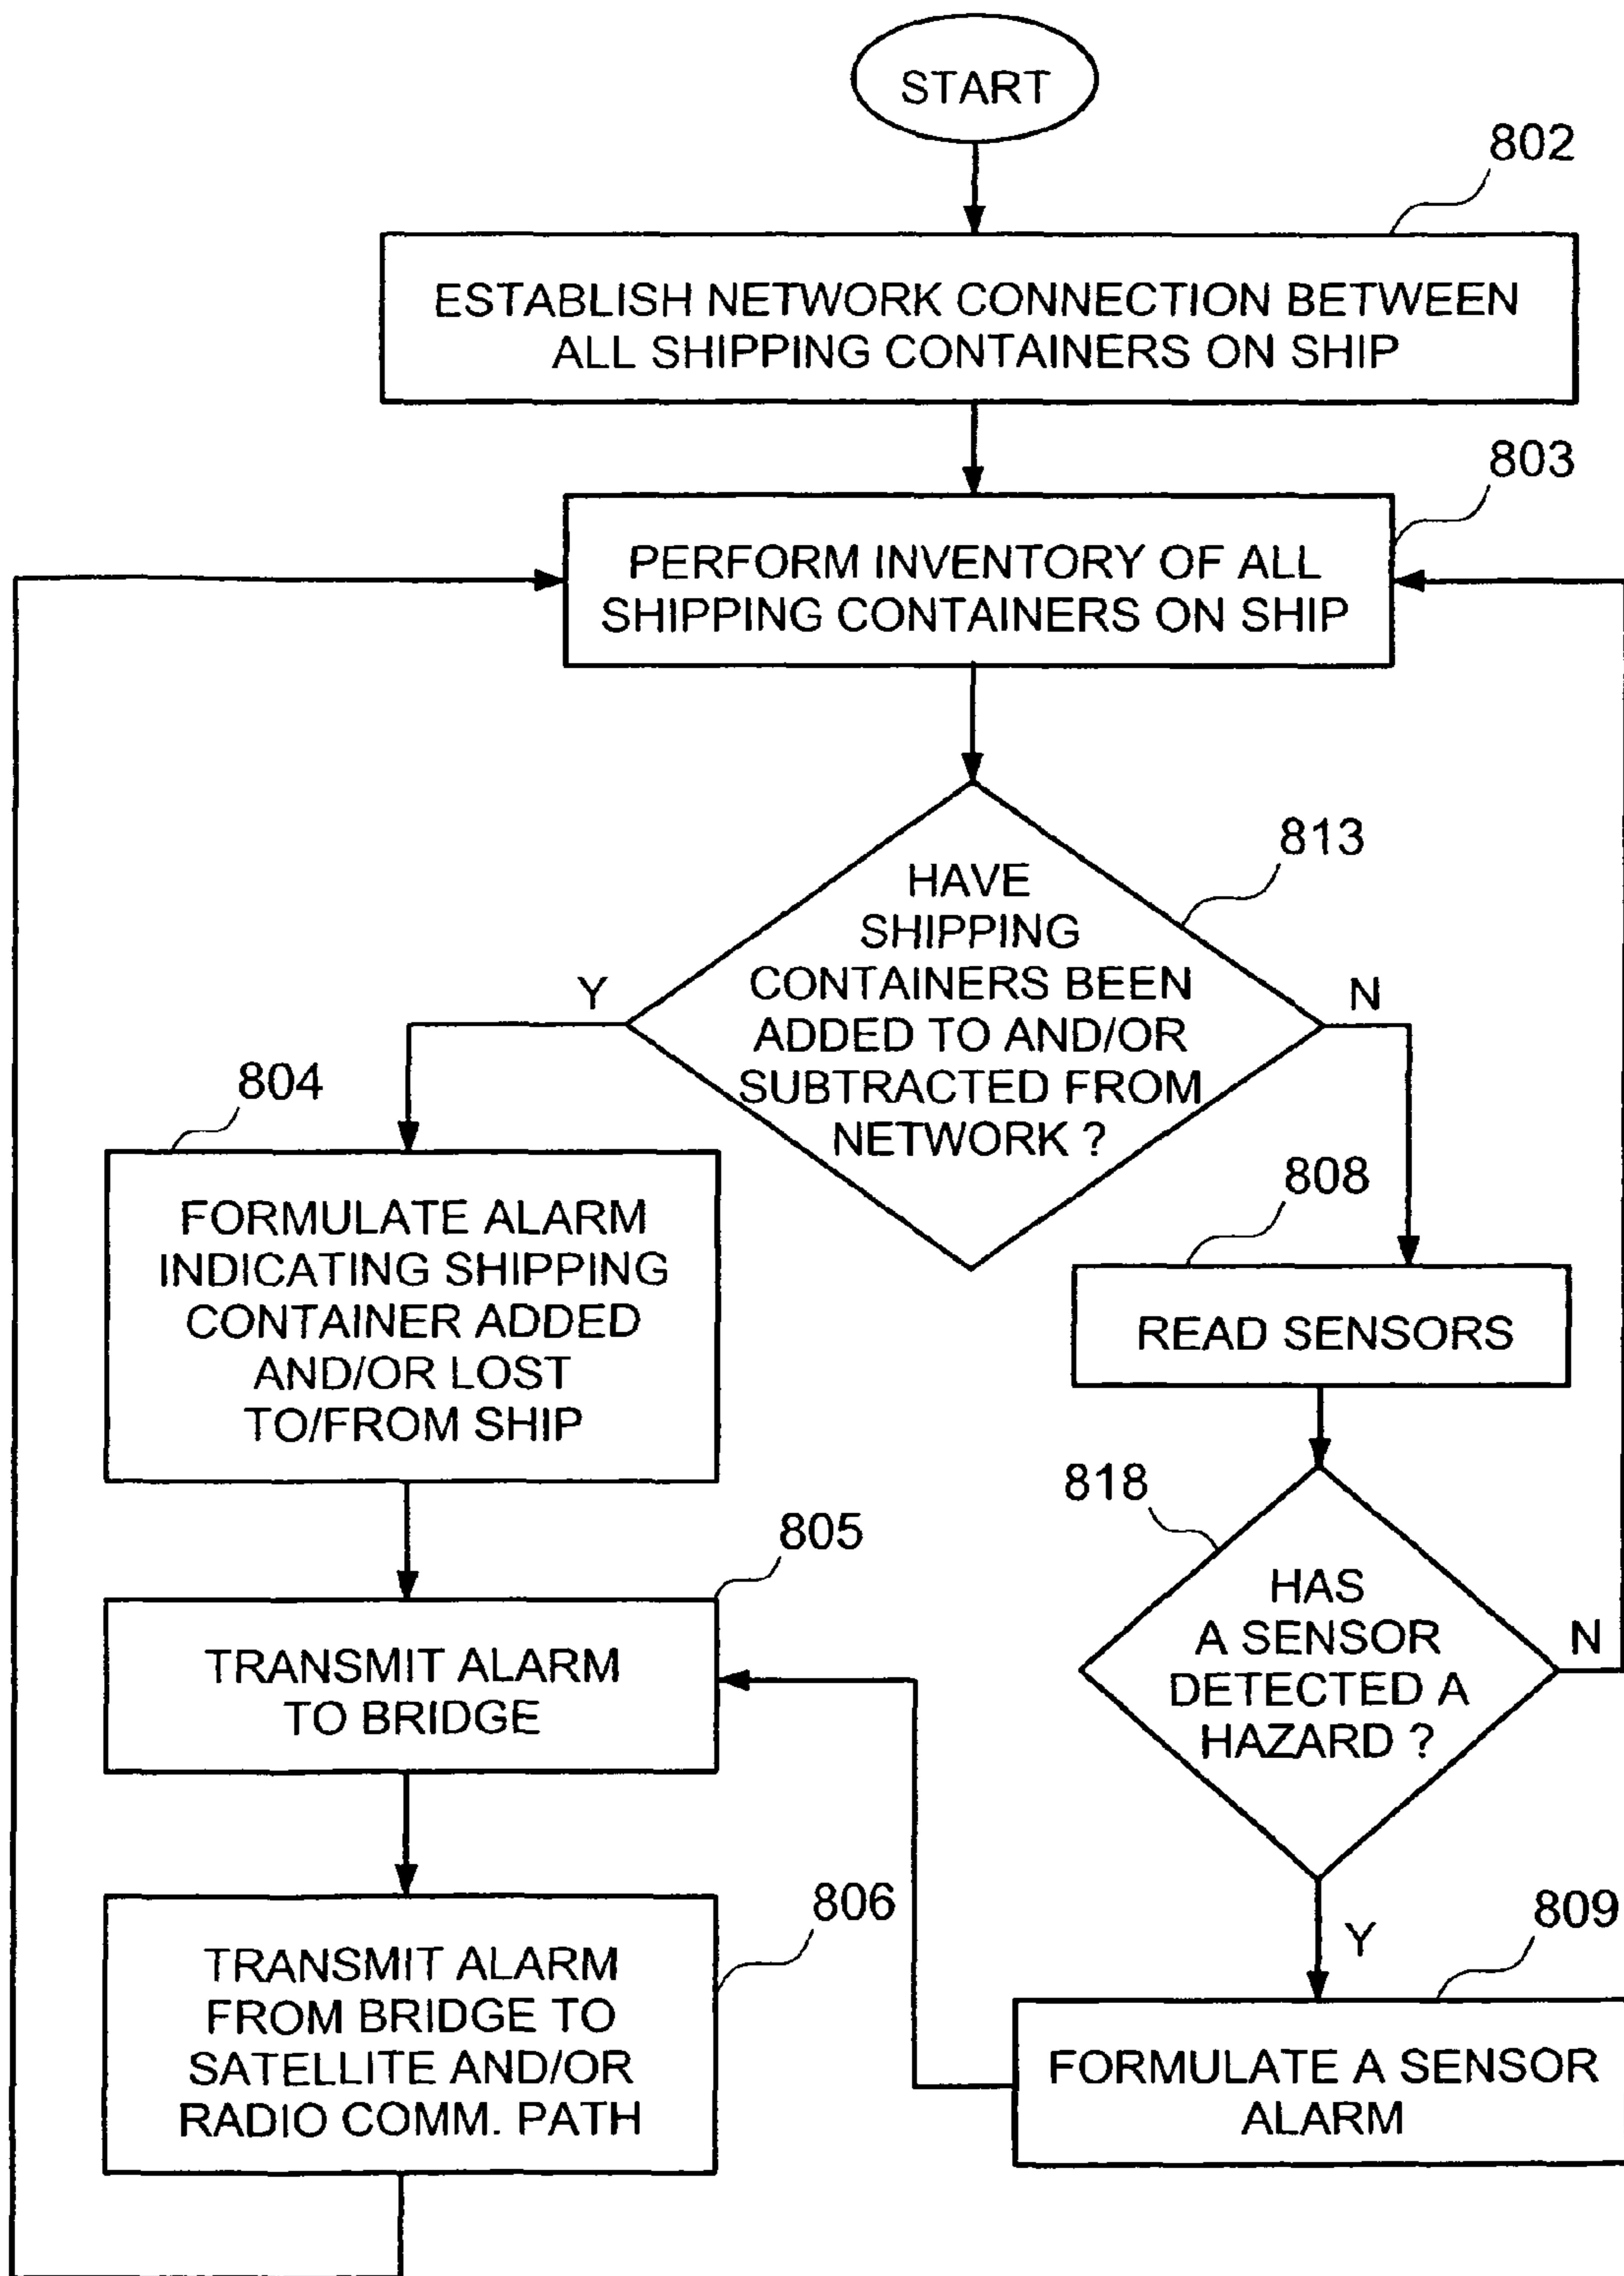 START
802
ESTABLISH NETWORK CONNECTION BETWEEN
ALL SHIPPING CONTAINERS ON SHIP
803
PERFORM INVENTORY OF ALL
SHIPPING CONTAINERS ON SHIP
813
HAVE
SHIPPING
CONTAINERS BEEN
ADDED TO AND/OR
SUBTRACTED FROM
NETWORK ?
Y
N
804
FORMULATE ALARM
INDICATING SHIPPING
CONTAINER ADDED
AND/OR LOST
TO/FROM SHIP
808
READ SENSORS
818
HAS
A SENSOR
DETECTED A
HAZARD ?
N
Y
805
TRANSMIT ALARM
TO BRIDGE
806
TRANSMIT ALARM
FROM BRIDGE TO
SATELLITE AND/OR
RADIO COMM. PATH
809
FORMULATE A SENSOR
ALARM